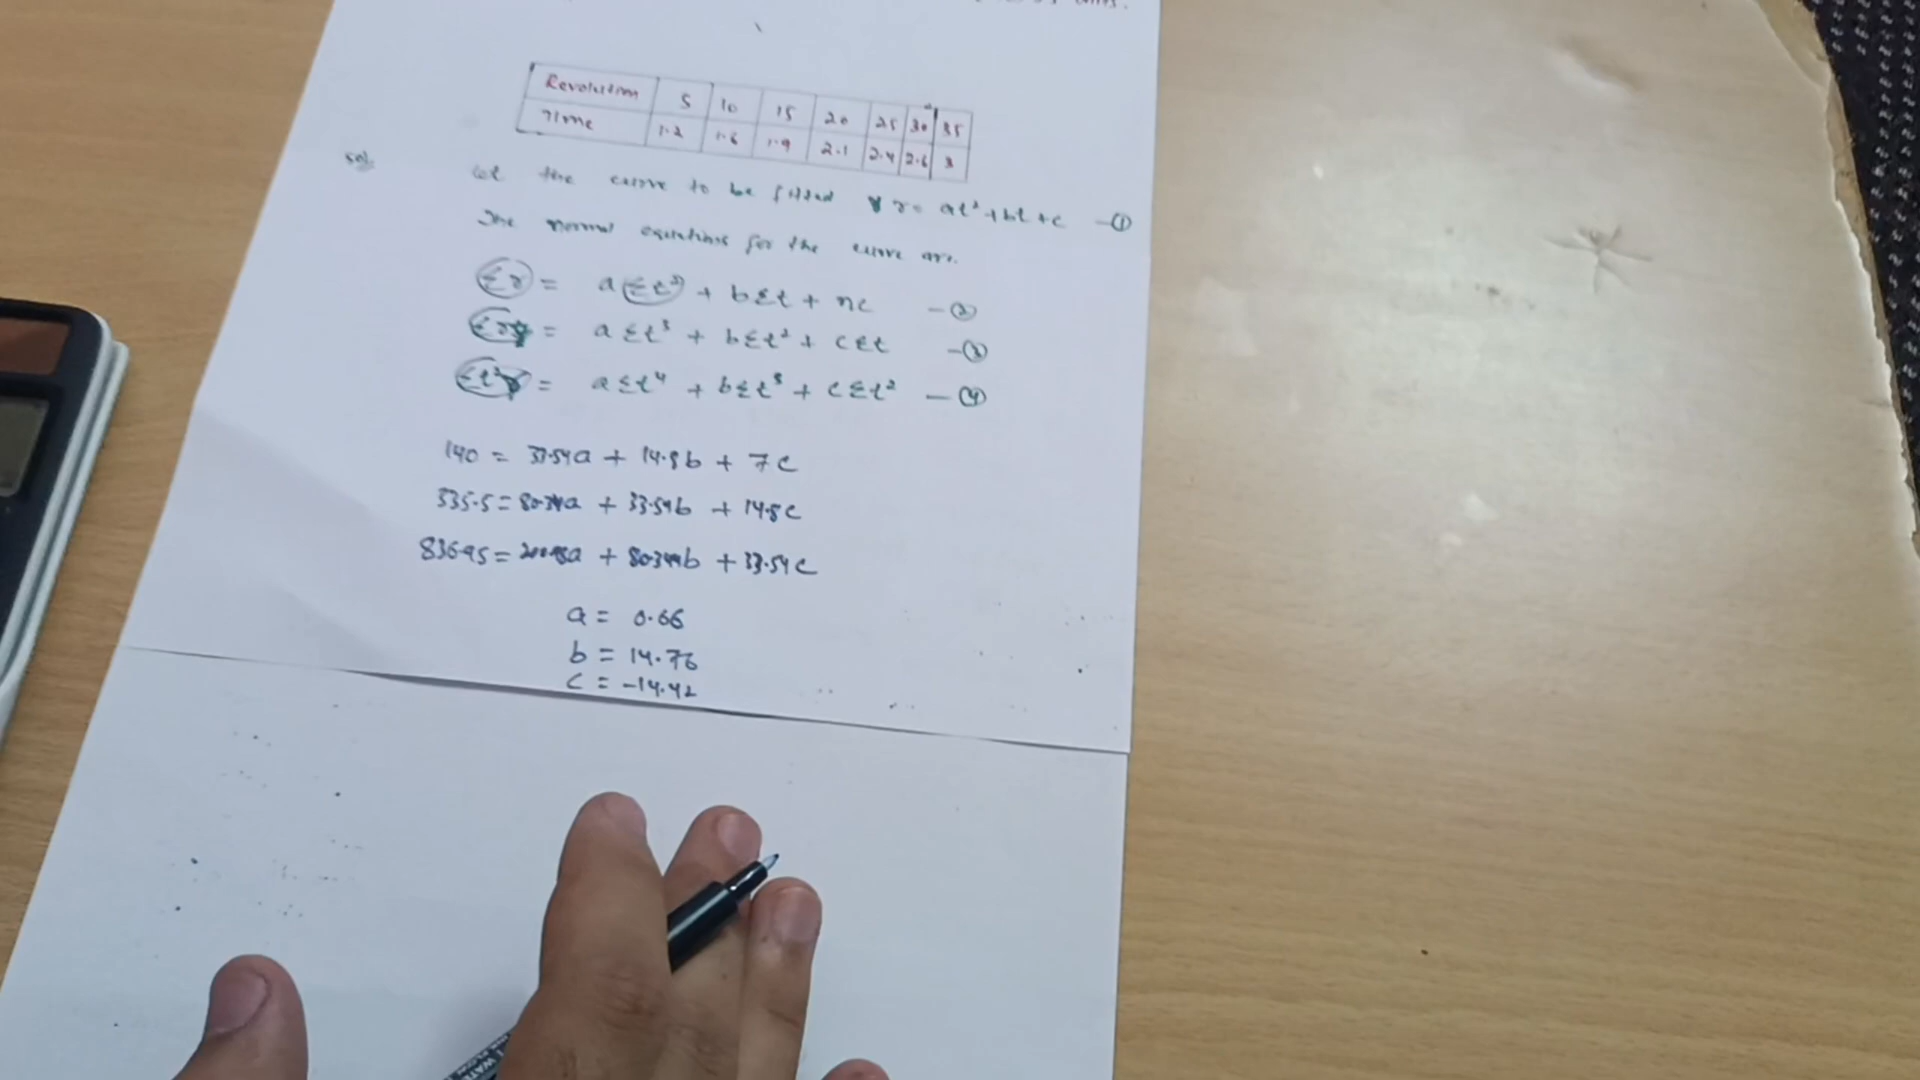 Revolution 5 10 15 20 25 30 35
Time 1.2 1.6 1.9 2.1 2.4 2.6 3
Sol
Let the curve to be fitted r = at² + bt + c -①
The normal equations for the curve are.
Σr = aΣt² + bΣt + nc -②
= aΣt³ + bΣt² + cΣt -③
= aΣt⁴ + bΣt³ + cΣt² -④
140 = 33.54a + 14.8b + 7c
335.5 = a + 33.54b + 14.8c
836.95 = a + b + 33.54c
a = 0.66
b = 14.76
c = -14.42